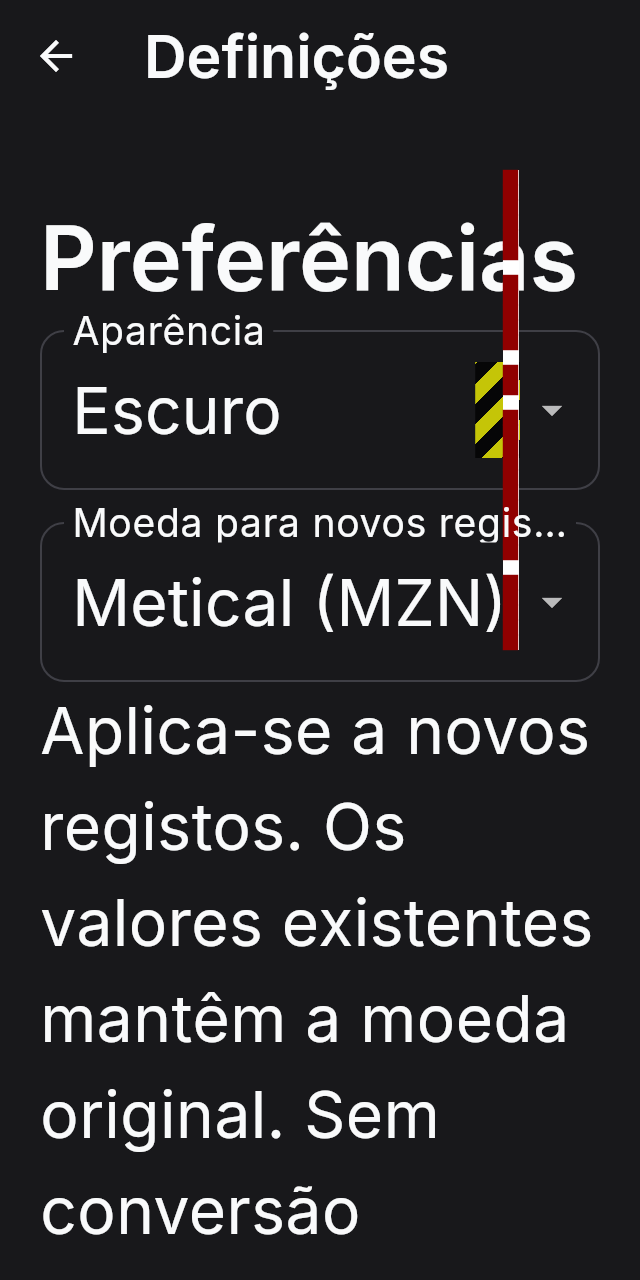 Definições
Preferências
Aparência
Escuro
Moeda para novos regis...
Metical (MZN)
Aplica-se a novos
registos. Os
valores existentes
mantêm a moeda
original. Sem
conversão